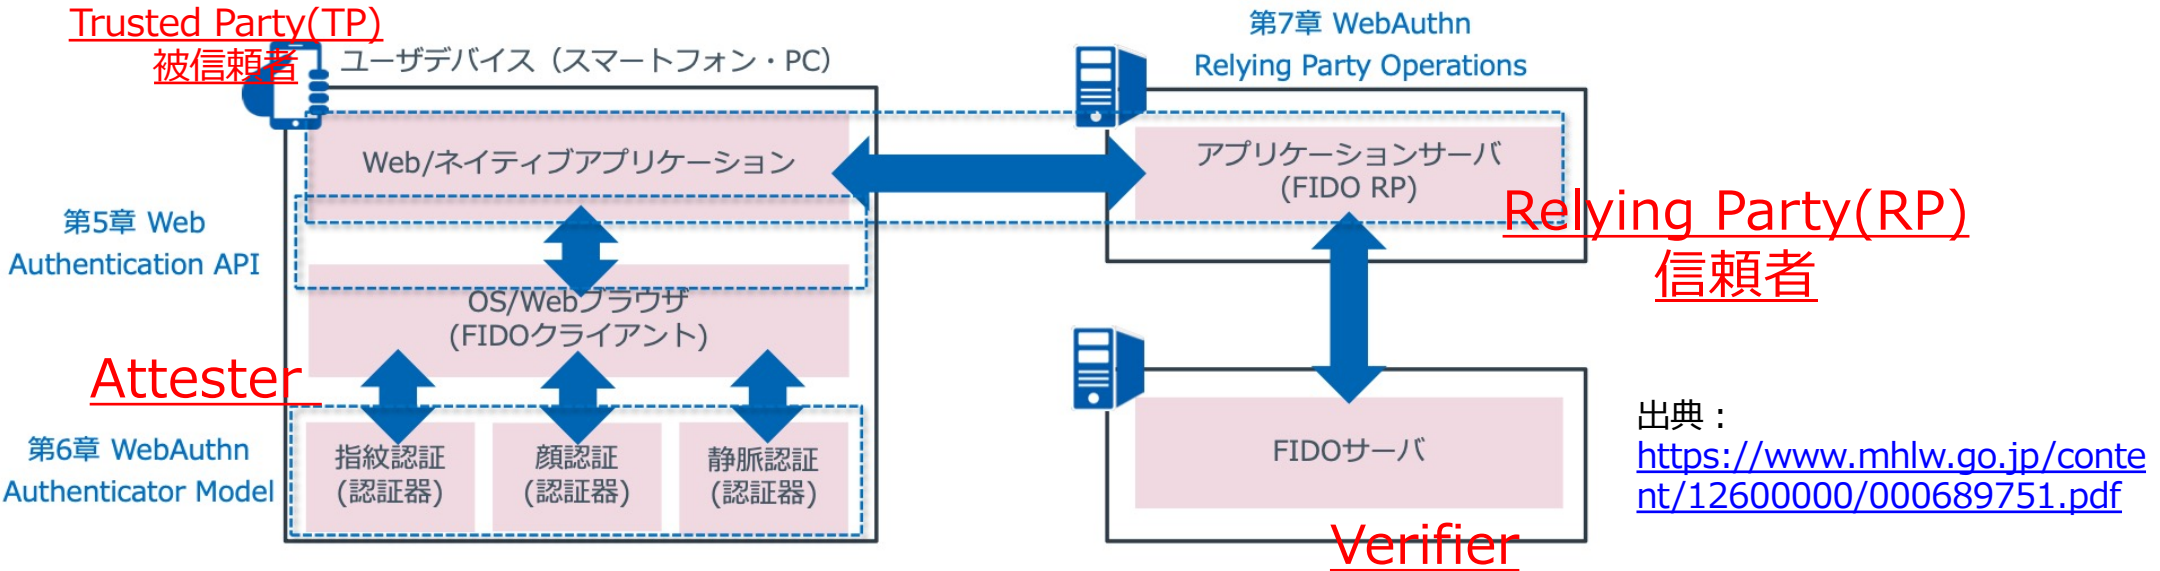 Trusted Party(TP)
被信頼者
ユーザデバイス（スマートフォン・PC）
第7章 WebAuthn
Relying Party Operations
Web/ネイティブアプリケーション
アプリケーションサーバ
(FIDO RP)
Relying Party(RP)
信頼者
第5章 Web
Authentication API
OS/Webブラウザ
(FIDOクライアント)
Attester
第6章 WebAuthn
Authenticator Model
指紋認証
(認証器)
顔認証
(認証器)
静脈認証
(認証器)
FIDOサーバ
Verifier
出典：
https://www.mhlw.go.jp/conte
nt/12600000/000689751.pdf